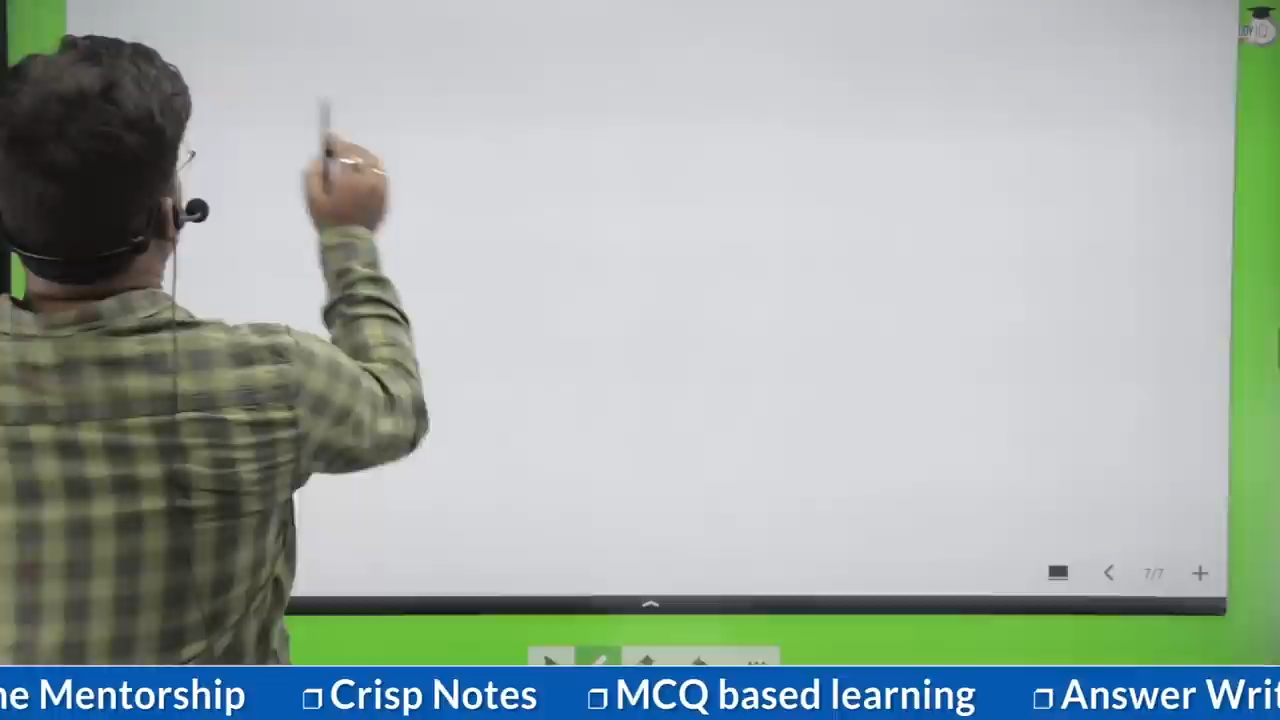 7/7
ne Mentorship ❐ Crisp Notes ❐ MCQ based learning ❐ Answer Writ